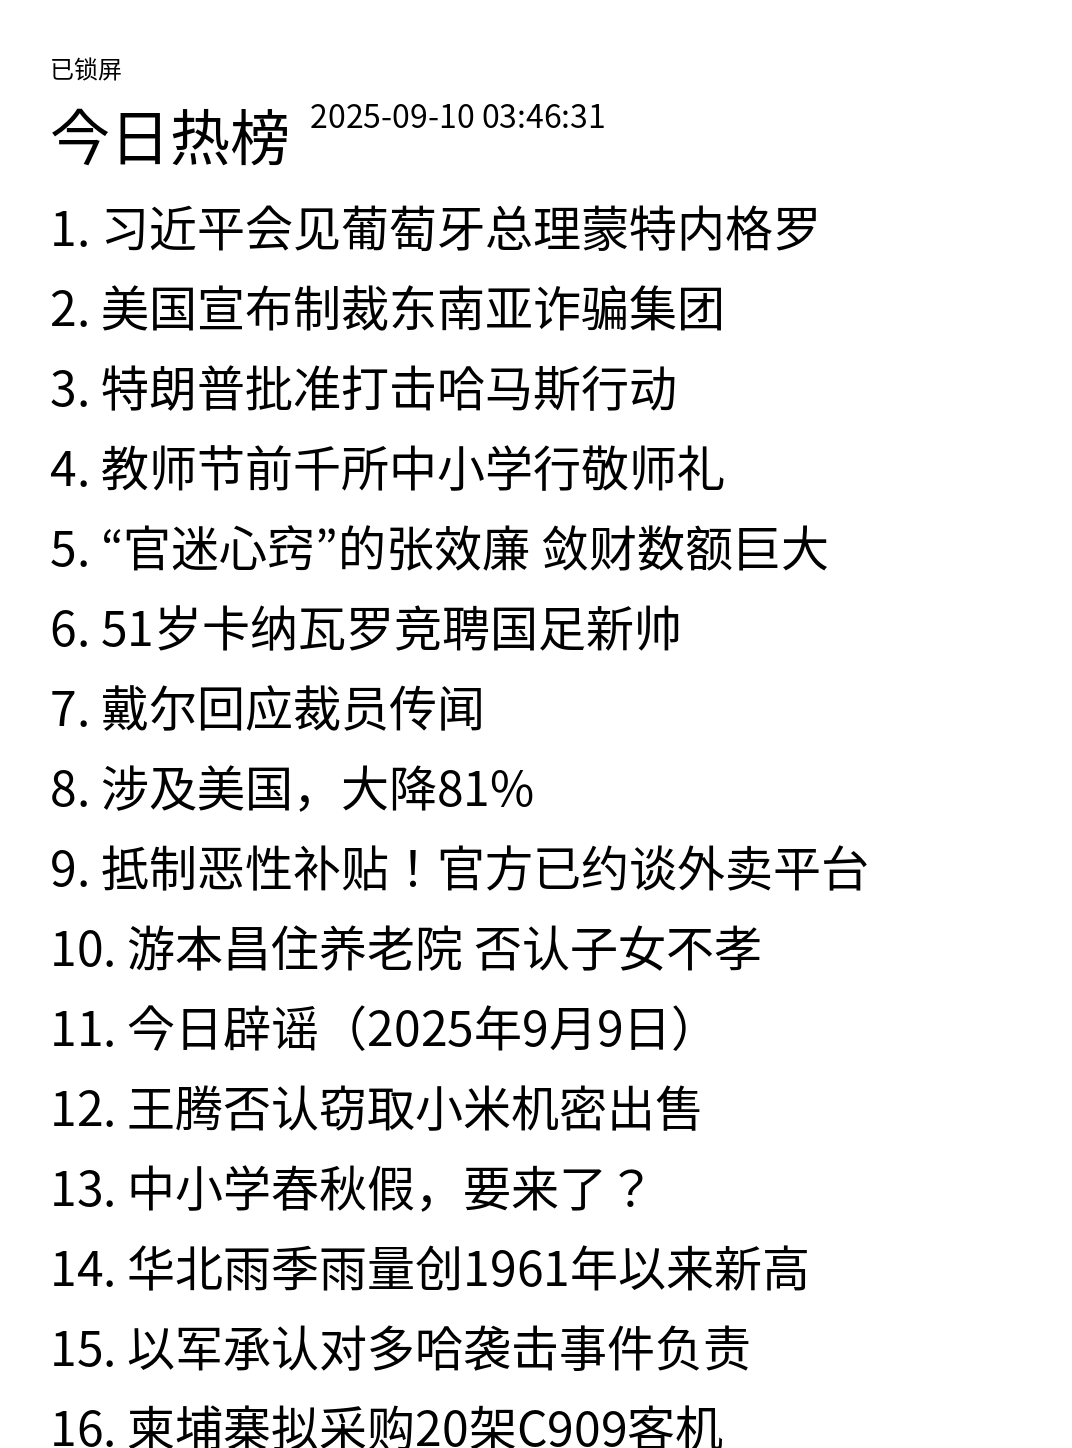 已锁屏
今日热榜 2025-09-10 03:46:31
1. 习近平会见葡萄牙总理蒙特内格罗
2. 美国宣布制裁东南亚诈骗集团
3. 特朗普批准打击哈马斯行动
4. 教师节前千所中小学行敬师礼
5. “官迷心窍”的张效廉 敛财数额巨大
6. 51岁卡纳瓦罗竞聘国足新帅
7. 戴尔回应裁员传闻
8. 涉及美国，大降81%
9. 抵制恶性补贴！官方已约谈外卖平台
10. 游本昌住养老院 否认子女不孝
11. 今日辟谣（2025年9月9日）
12. 王腾否认窃取小米机密出售
13. 中小学春秋假，要来了？
14. 华北雨季雨量创1961年以来新高
15. 以军承认对多哈袭击事件负责
16. 柬埔寨拟采购20架C909客机